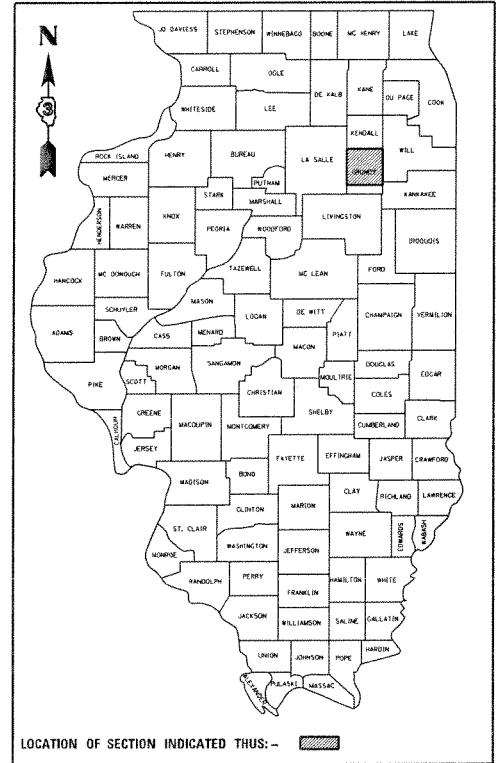 N
JO DAVIESS STEPHENSON WINNEBAGO BOONE MC HENRY LAKE
CARROLL OGLE KANE
DE KALB DU PAGE COOK
WHITESIDE LEE
KENDALL
ROCK ISLAND HENRY BUREAU LA SALLE WILL
MERCER PUTNAM GRUNDY
STARK MARSHALL KANKAKEE
HENDERSON WARREN KNOX PEORIA WOODFORD LIVINGSTON IROQUOIS
HANCOCK MC DONOUGH FULTON TAZEWELL MC LEAN FORD
MASON
SCHUYLER LOGAN DE WITT CHAMPAIGN VERMILION
ADAMS BROWN CASS MENARD MACON PIATT
MORGAN SANGAMON DOUGLAS
PIKE SCOTT CHRISTIAN MOULTRIE EDGAR
COLES
GREENE MACOUPIN MONTGOMERY SHELBY
CALHOUN CUMBERLAND CLARK
JERSEY FAYETTE EFFINGHAM JASPER CRAWFORD
MADISON BOND
CLAY RICHLAND LAWRENCE
CLINTON MARION
ST. CLAIR WAYNE EDWARDS WABASH
WASHINGTON JEFFERSON
MONROE
RANDOLPH PERRY HAMILTON WHITE
FRANKLIN
JACKSON WILLIAMSON SALINE GALLATIN
UNION JOHNSON POPE HARDIN
ALEXANDER PULASKI MASSAC
LOCATION OF SECTION INDICATED THUS: -